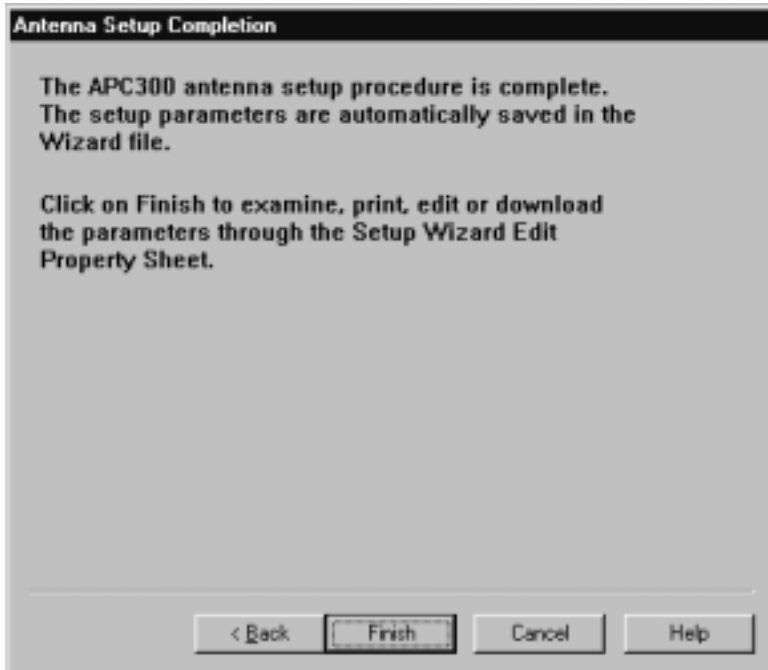 Antenna Setup Completion
The APC300 antenna setup procedure is complete.
The setup parameters are automatically saved in the
Wizard file.
Click on Finish to examine, print, edit or download
the parameters through the Setup Wizard Edit
Property Sheet.
< Back Finish Cancel Help